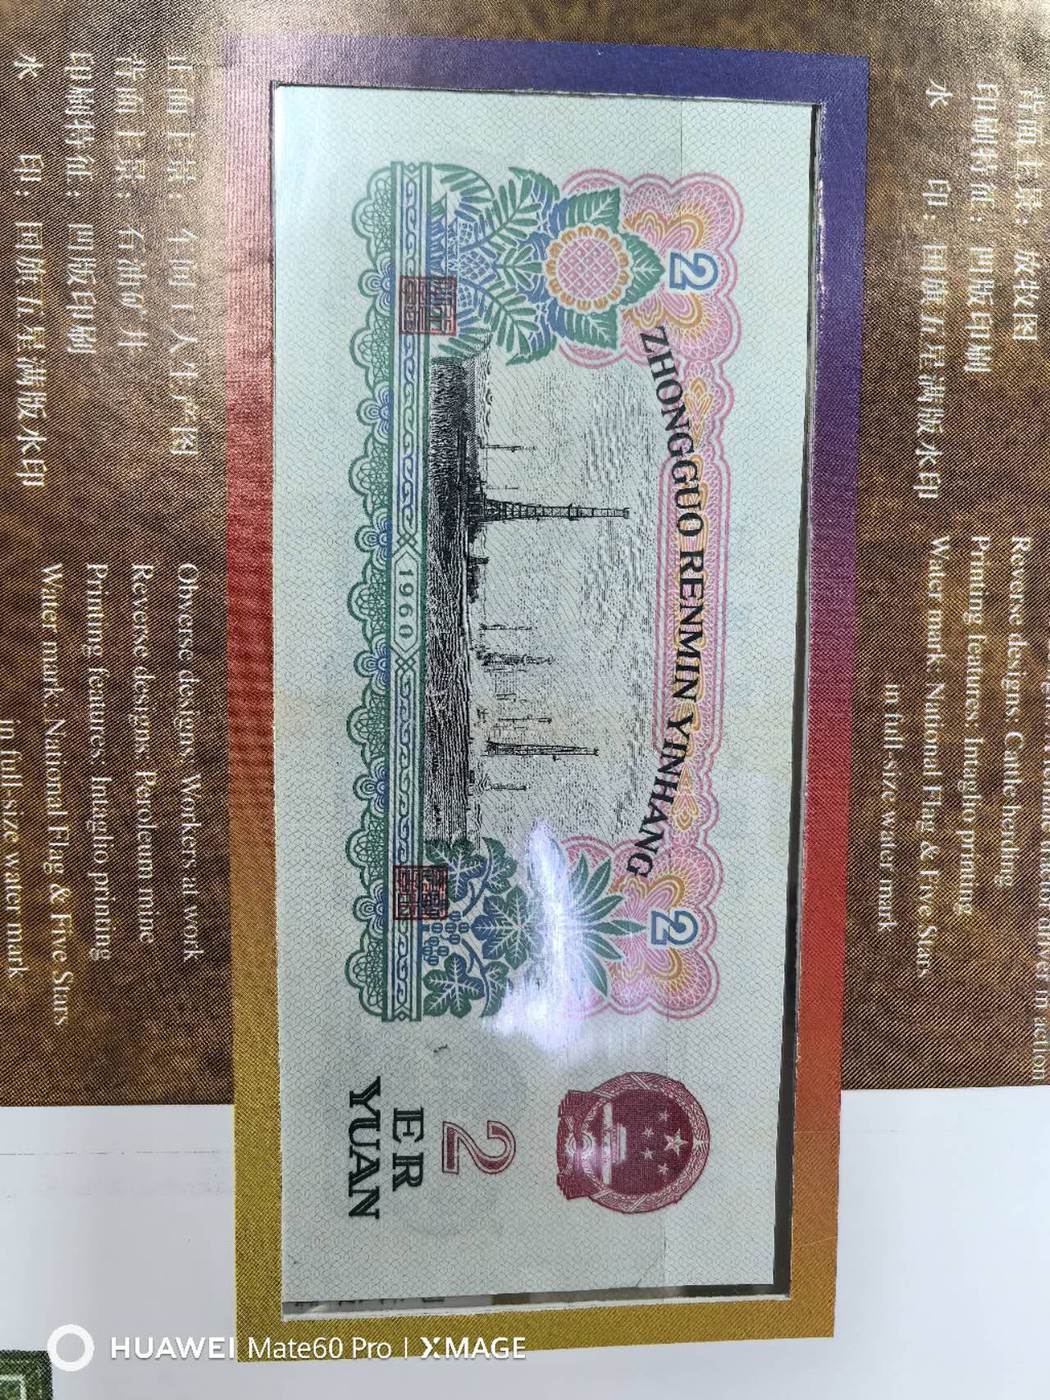 背面主景：放牧图
印刷特征：凹版印刷
水 印：国旗五星满版水印
Reverse designs: Cattle herding
Printing features: Intaglio printing
Water mark: National Flag & Five Stars
in full-size water mark
2
2
ZHONGGUO RENMIN YINHANG
1960
2
ER
YUAN
正面主景：车间工人生产图
背面主景：石油矿井
印刷特征：凹版印刷
水 印：国旗五星满版水印
Obverse designs: Workers at work
Reverse designs: Peroleum mine
Printing features: Intaglio printing
Water mark: National Flag & Five Stars
in full-size water mark
HUAWEI Mate60 Pro | XMAGE